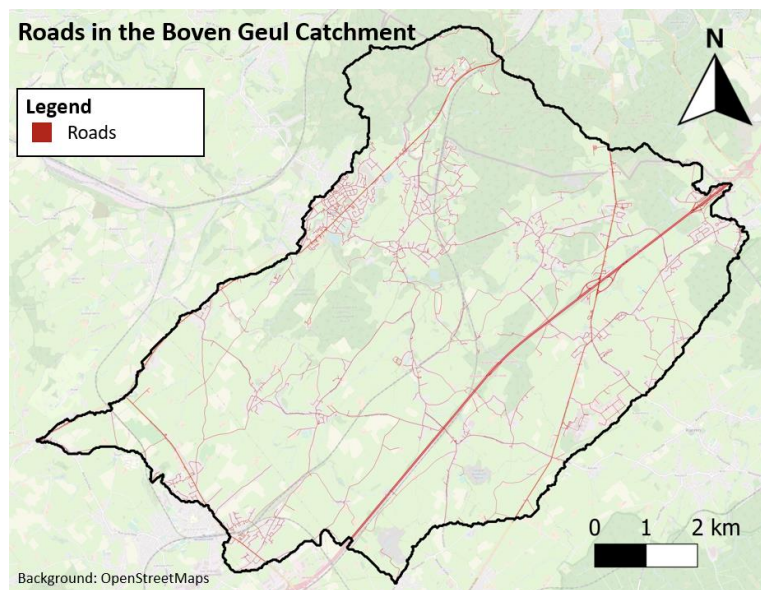 Roads in the Boven Geul Catchment
N
Legend
Roads
0 1 2 km
Background: OpenStreetMaps